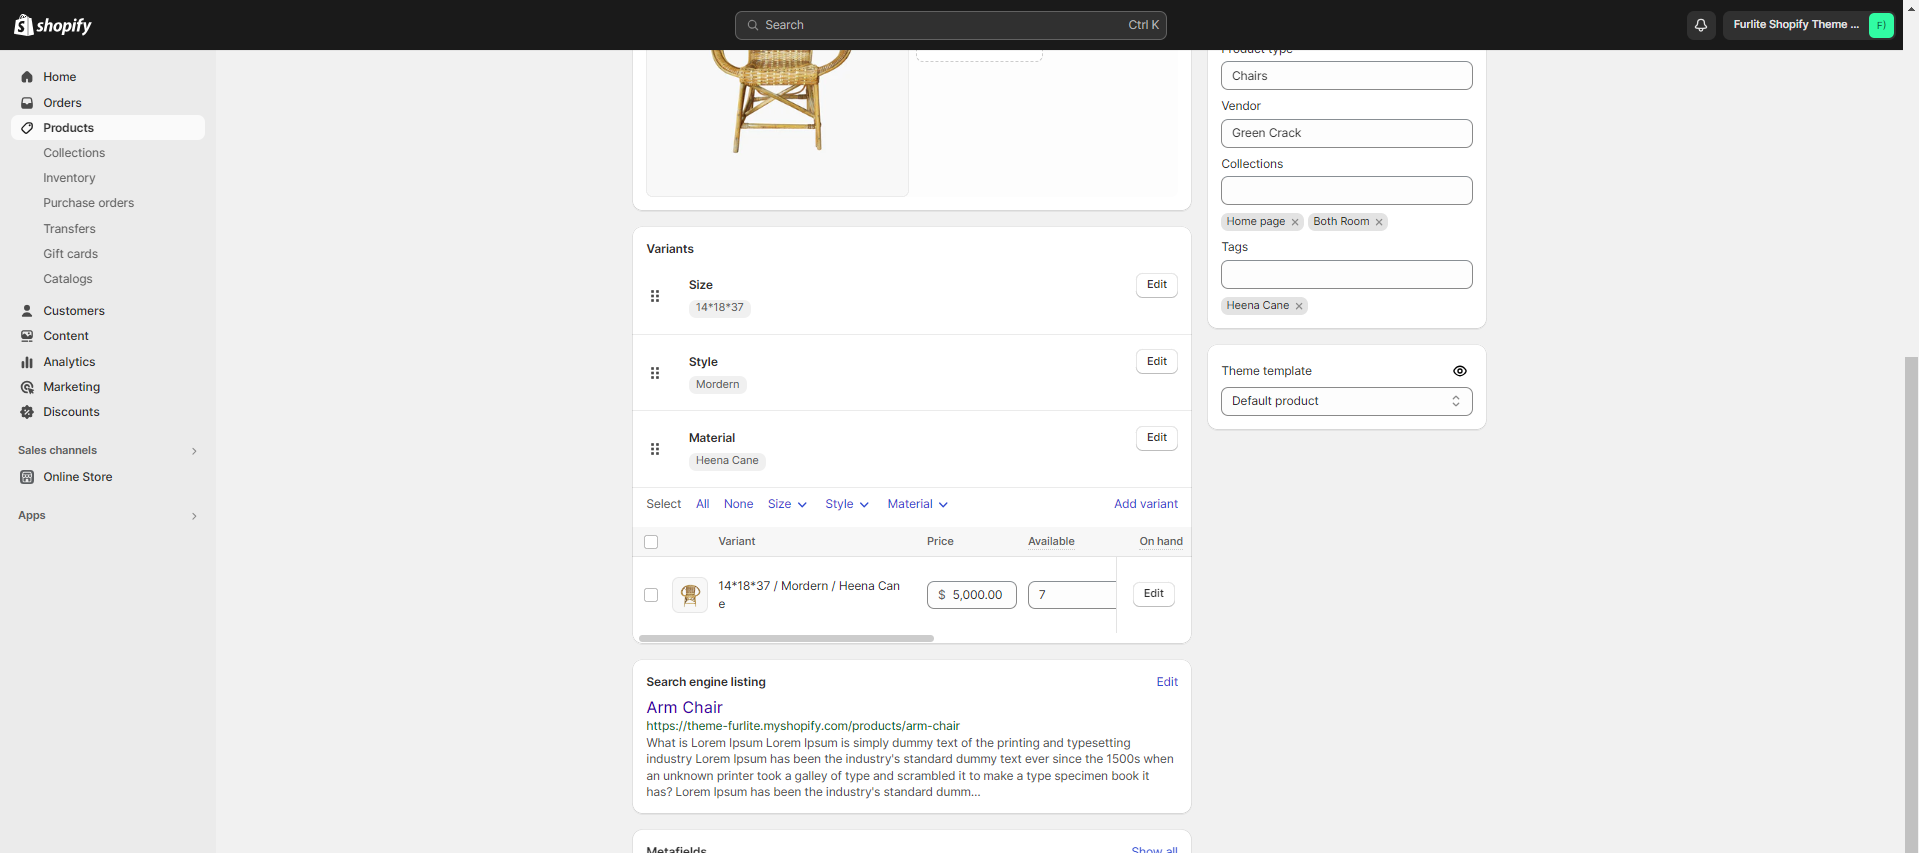 shopify
Search
Ctrl K
Furlite Shopify Theme ...
F)
Home
Orders
Products
Collections
Inventory
Purchase orders
Transfers
Gift cards
Catalogs
Customers
Content
Analytics
Marketing
Discounts
Sales channels
Online Store
Apps
Variants
Size
14*18*37
Edit
Style
Mordern
Edit
Material
Heena Cane
Edit
Select All None Size Style Material Add variant
Variant Price Available On hand
14*18*37 / Mordern / Heena Can
e
$ 5,000.00
7
Edit
Search engine listing
Edit
Arm Chair
https://theme-furlite.myshopify.com/products/arm-chair
What is Lorem Ipsum Lorem Ipsum is simply dummy text of the printing and typesetting
industry Lorem Ipsum has been the industry's standard dummy text ever since the 1500s when
an unknown printer took a galley of type and scrambled it to make a type specimen book it
has? Lorem Ipsum has been the industry's standard dumm...
Metafields
Show all
Product type
Chairs
Vendor
Green Crack
Collections
Home page
Both Room
Tags
Heena Cane
Theme template
Default product